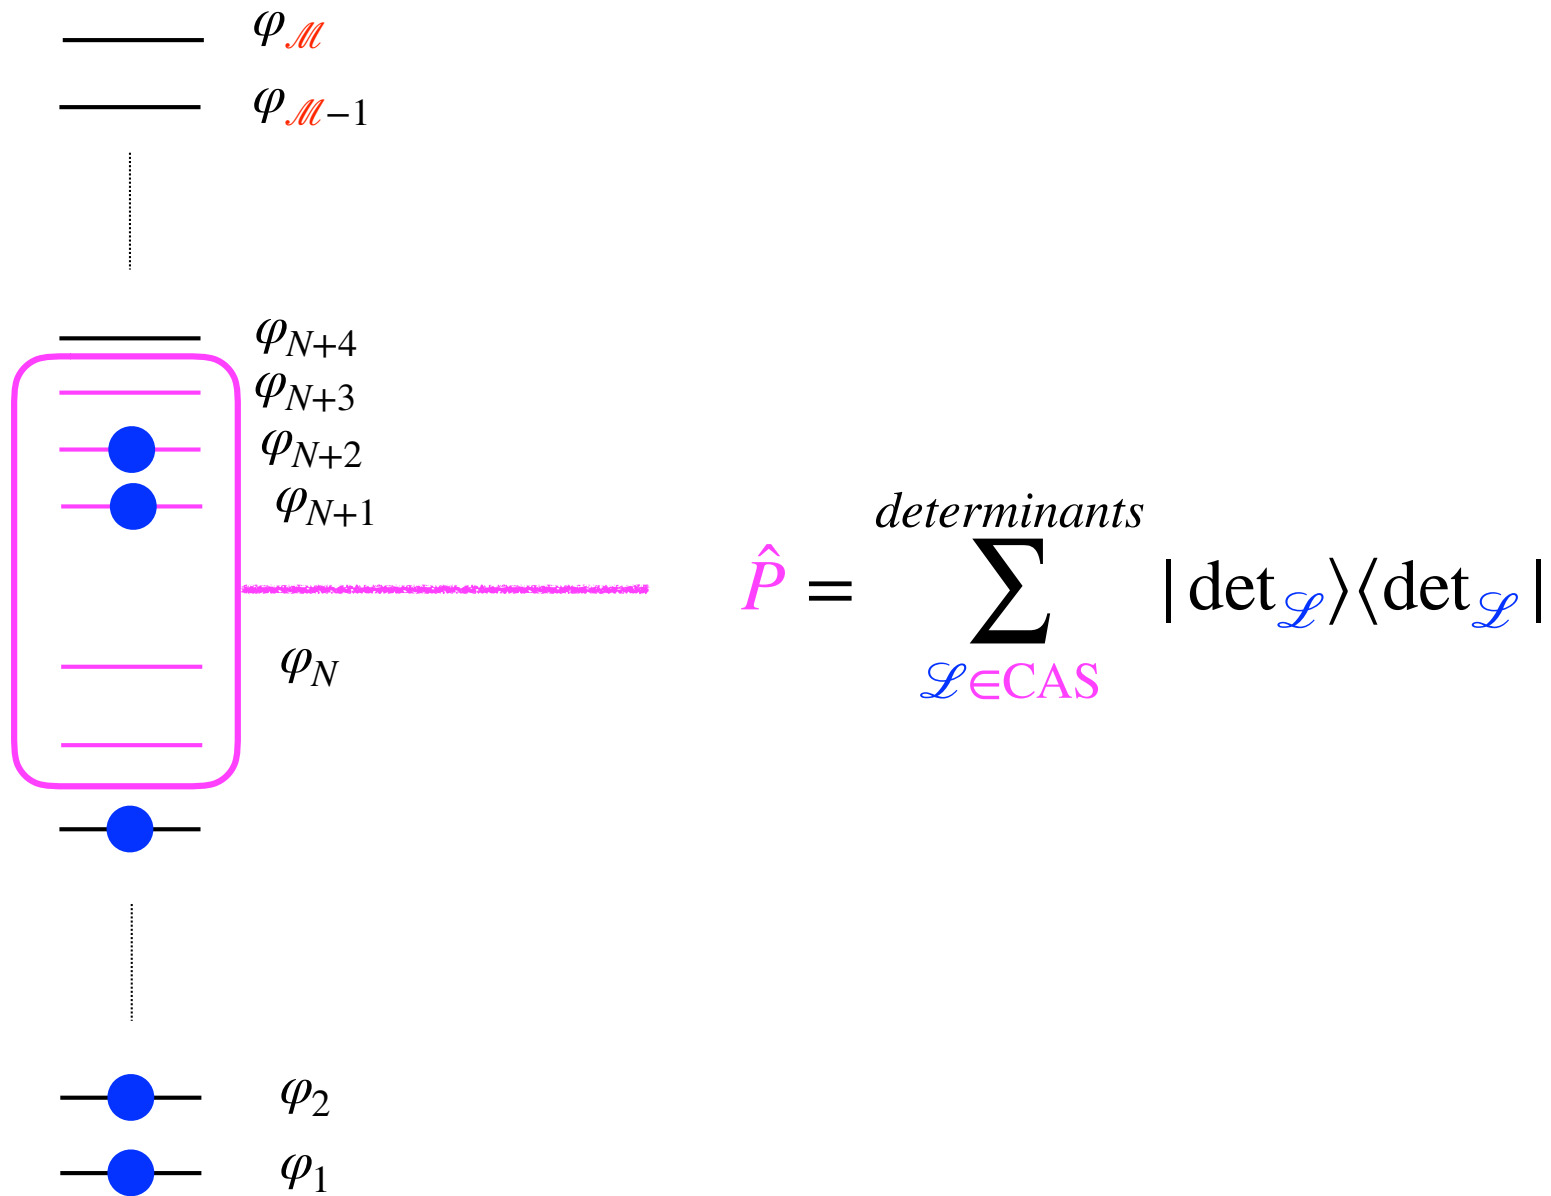 φ_ℳ
φ_ℳ−1
φ_N+4
φ_N+3
φ_N+2
φ_N+1
determinants
P̂ = ∑ | det_ℒ⟩⟨det_ℒ |
ℒ∈CAS
φ_N
φ_2
φ_1